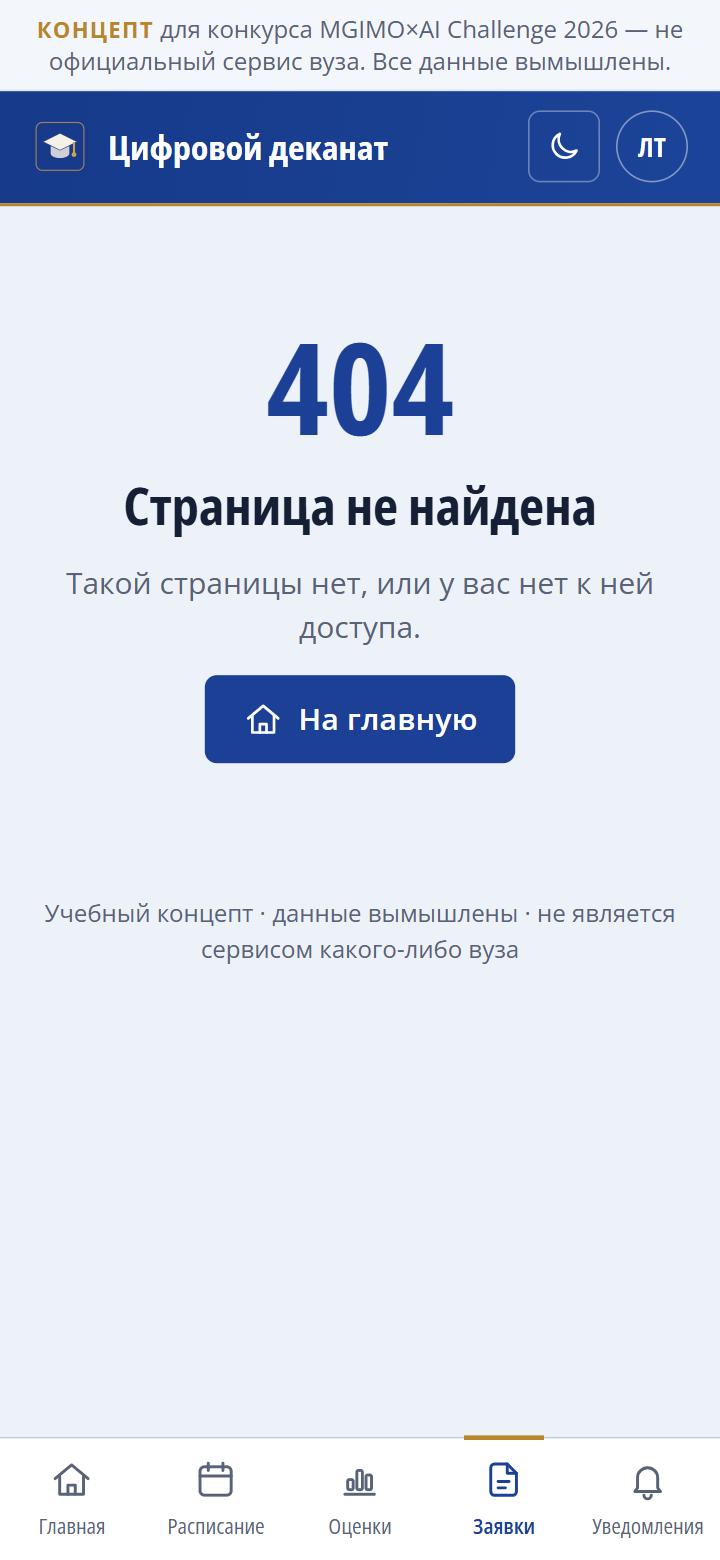 КОНЦЕПТ для конкурса MGIMO×AI Challenge 2026 — не
официальный сервис вуза. Все данные вымышлены.
Цифровой деканат
ЛТ
404
Страница не найдена
Такой страницы нет, или у вас нет к ней
доступа.
На главную
Учебный концепт · данные вымышлены · не является
сервисом какого-либо вуза
Главная
Расписание
Оценки
Заявки
Уведомления